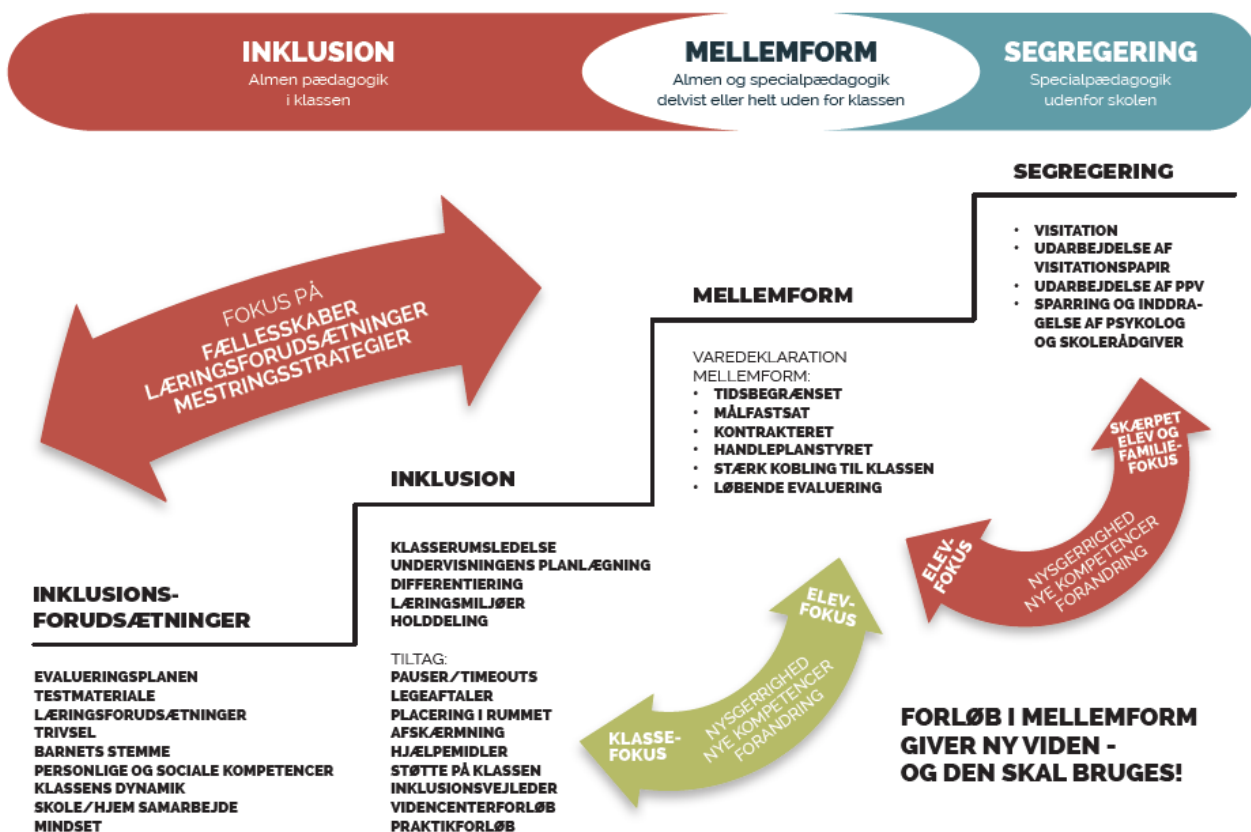 INKLUSION
Almen pædagogik
i klassen
MELLEMFORM
Almen og specialpædagogik
delvist eller helt uden for klassen
SEGREGERING
Specialpædagogik
udenfor skolen
FOKUS PÅ
FÆLLESSKABER
LÆRINGSFORUDSÆTNINGER
MESTRINGSSTRATEGIER
INKLUSIONS-
FORUDSÆTNINGER
EVALUERINGSPLANEN
TESTMATERIALE
LÆRINGSFORUDSÆTNINGER
TRIVSEL
BARNETS STEMME
PERSONLIGE OG SOCIALE KOMPETENCER
KLASSENS DYNAMIK
SKOLE/HJEM SAMARBEJDE
MINDSET
INKLUSION
KLASSERUMSLEDELSE
UNDERVISNINGENS PLANLÆGNING
DIFFERENTIERING
LÆRINGSMILJØER
HOLDDELING
TILTAG:
PAUSER/TIMEOUTS
LEGEAFTALER
PLACERING I RUMMET
AFSKÆRMNING
HJÆLPEMIDLER
STØTTE PÅ KLASSEN
INKLUSIONSVEJLEDER
VIDENCENTERFORLØB
PRAKTIKFORLØB
MELLEMFORM
VAREDEKLARATION
MELLEMFORM:
• TIDSBEGRÆNSET
• MÅLFASTSAT
• KONTRAKTERET
• HANDLEPLANSTYRET
• STÆRK KOBLING TIL KLASSEN
• LØBENDE EVALUERING
SEGREGERING
• VISITATION
• UDARBEJDELSE AF
VISITATIONSPAPIR
• UDARBEJDELSE AF PPV
• SPARRING OG INDDRA-
GELSE AF PSYKOLOG
OG SKOLERÅDGIVER
KLASSE-
FOKUS
NYSGERRIGHED
NYE KOMPETENCER
FORANDRING
ELEV-
FOKUS
ELEV-
FOKUS
NYSGERRIGHED
NYE KOMPETENCER
FORANDRING
SKÆRPET
ELEV OG
FAMILIE-
FOKUS
FORLØB I MELLEMFORM
GIVER NY VIDEN -
OG DEN SKAL BRUGES!